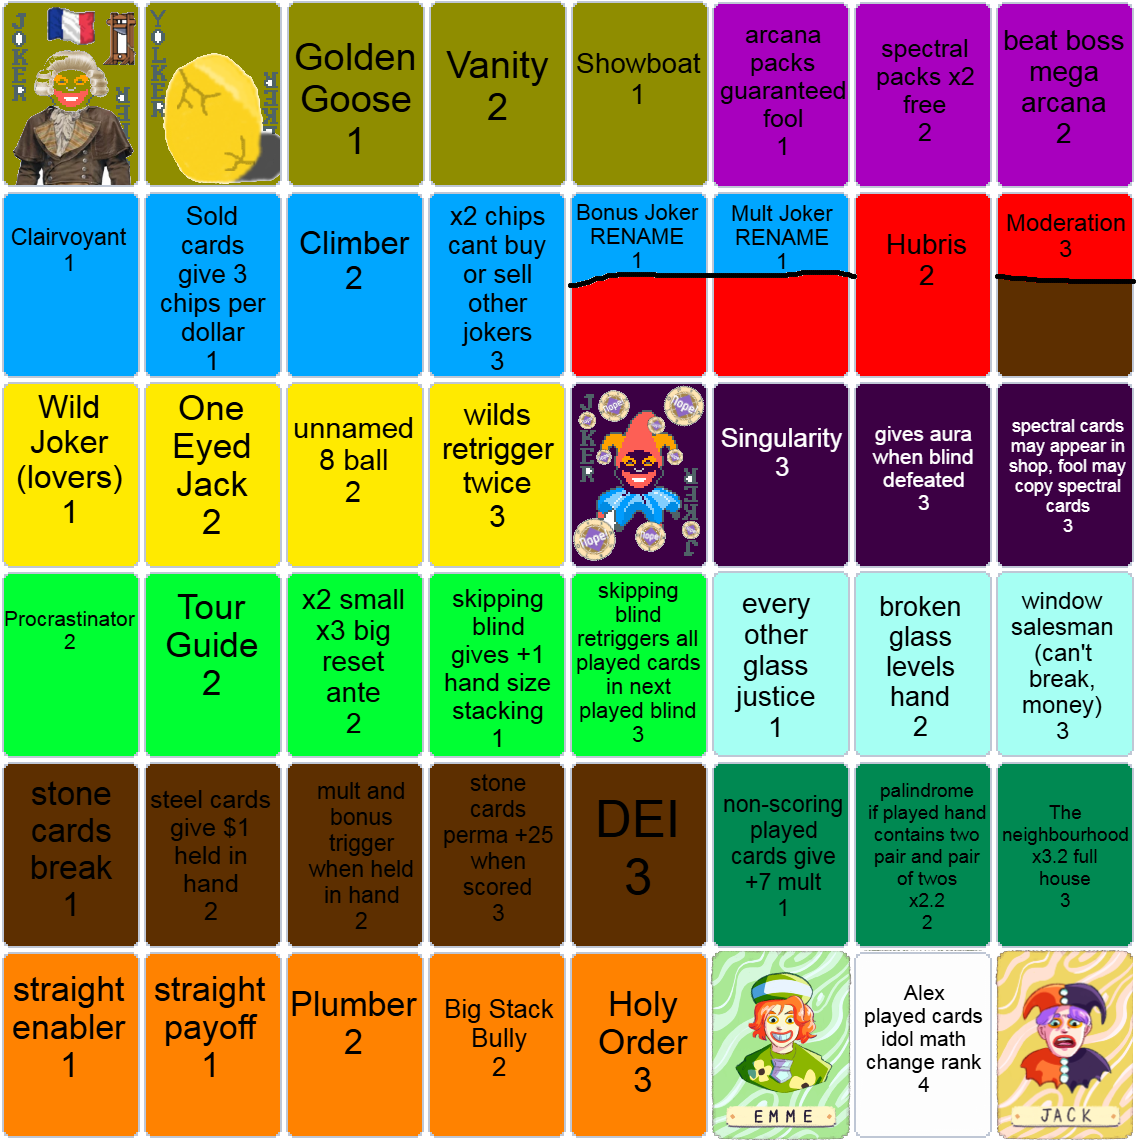 JOKER
JOKER
YOLKER
JOKER
Golden
Goose
1
Vanity
2
Showboat
1
arcana
packs
guaranteed
fool
1
spectral
packs x2
free
2
beat boss
mega
arcana
2
Clairvoyant
1
Sold
cards
give 3
chips per
dollar
1
Climber
2
x2 chips
cant buy
or sell
other
jokers
3
Bonus Joker
RENAME
1
Mult Joker
RENAME
1
Hubris
2
Moderation
3
Wild
Joker
(lovers)
1
One
Eyed
Jack
2
unnamed
8 ball
2
wilds
retrigger
twice
3
JOKER
nope!
nope!
nope!
nope!
JOKER
Singularity
3
gives aura
when blind
defeated
3
spectral cards
may appear in
shop, fool may
copy spectral
cards
3
Procrastinator
2
Tour
Guide
2
x2 small
x3 big
reset
ante
2
skipping
blind
gives +1
hand size
stacking
1
skipping
blind
retriggers all
played cards
in next
played blind
3
every
other
glass
justice
1
broken
glass
levels
hand
2
window
salesman
(can't
break,
money)
3
stone
cards
break
1
steel cards
give $1
held in
hand
2
mult and
bonus
trigger
when held
in hand
2
stone
cards
perma +25
when
scored
3
DEI
3
non-scoring
played
cards give
+7 mult
1
palindrome
if played hand
contains two
pair and pair
of twos
x2.2
2
The
neighbourhood
x3.2 full
house
3
straight
enabler
1
straight
payoff
1
Plumber
2
Big Stack
Bully
2
Holy
Order
3
EMME
Alex
played cards
idol math
change rank
4
JACK